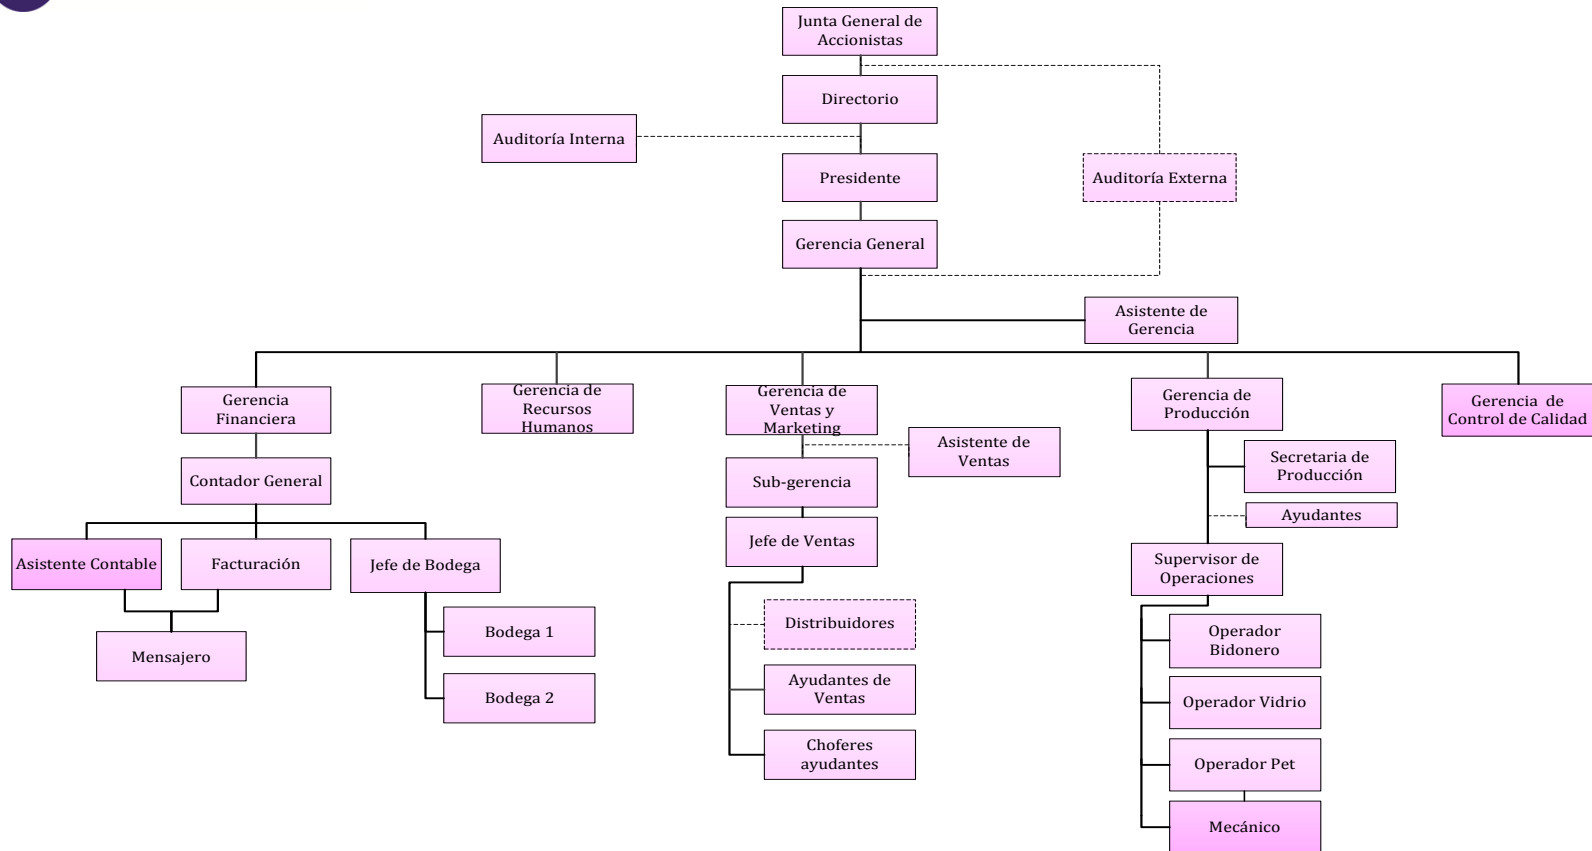 Junta General de
Accionistas
Directorio
Auditoría Interna
Presidente
Auditoría Externa
Gerencia General
Asistente de
Gerencia
Gerencia
Financiera
Gerencia de
Recursos
Humanos
Gerencia de
Ventas y
Marketing
Gerencia de
Producción
Gerencia de
Control de Calidad
Asistente de
Ventas
Contador General
Sub-gerencia
Secretaria de
Producción
Ayudantes
Asistente Contable
Facturación
Jefe de Bodega
Jefe de Ventas
Supervisor de
Operaciones
Mensajero
Bodega 1
Bodega 2
Distribuidores
Ayudantes de
Ventas
Choferes
ayudantes
Operador
Bidonero
Operador Vidrio
Operador Pet
Mecánico